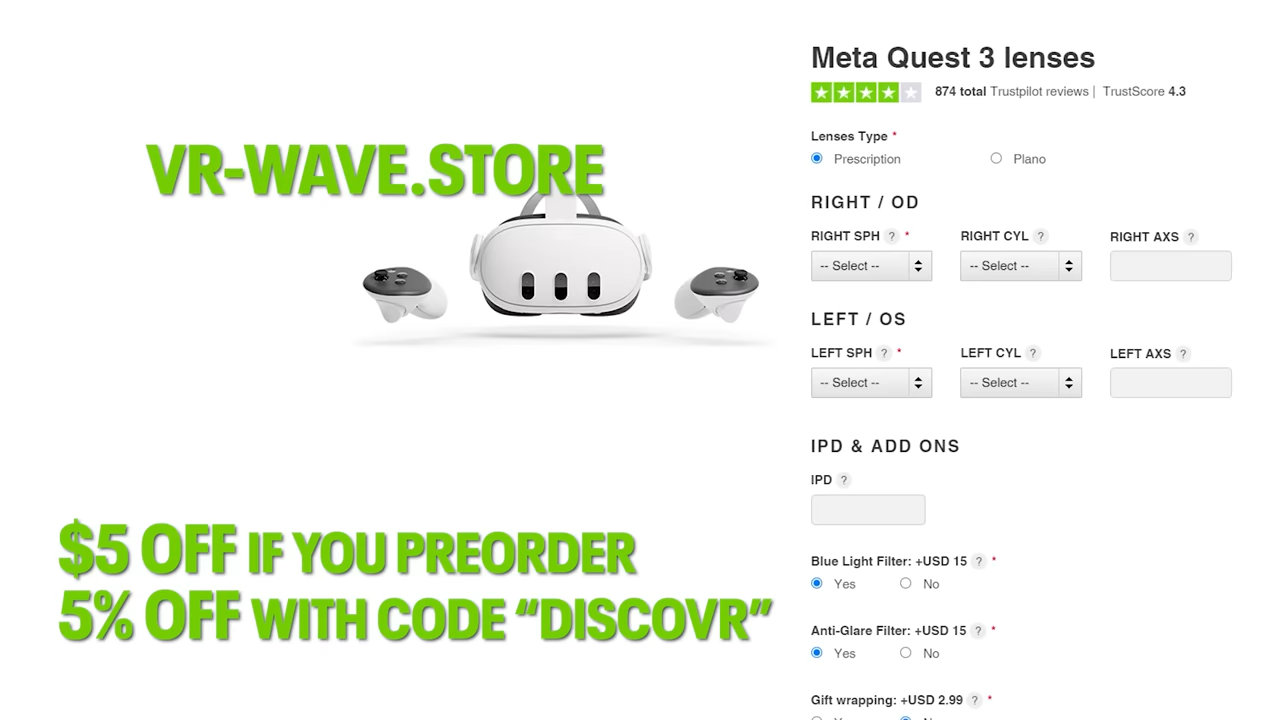 VR-WAVE.STORE
$5 OFF IF YOU PREORDER
5% OFF WITH CODE “DISCOVR”
Meta Quest 3 lenses
874 total Trustpilot reviews | TrustScore 4.3
Lenses Type *
Prescription Plano
RIGHT / OD
RIGHT SPH ? * RIGHT CYL ? RIGHT AXS ?
-- Select -- -- Select --
LEFT / OS
LEFT SPH ? * LEFT CYL ? LEFT AXS ?
-- Select -- -- Select --
IPD & ADD ONS
IPD ?
Blue Light Filter: +USD 15 ? *
Yes No
Anti-Glare Filter: +USD 15 ? *
Yes No
Gift wrapping: +USD 2.99 ? *